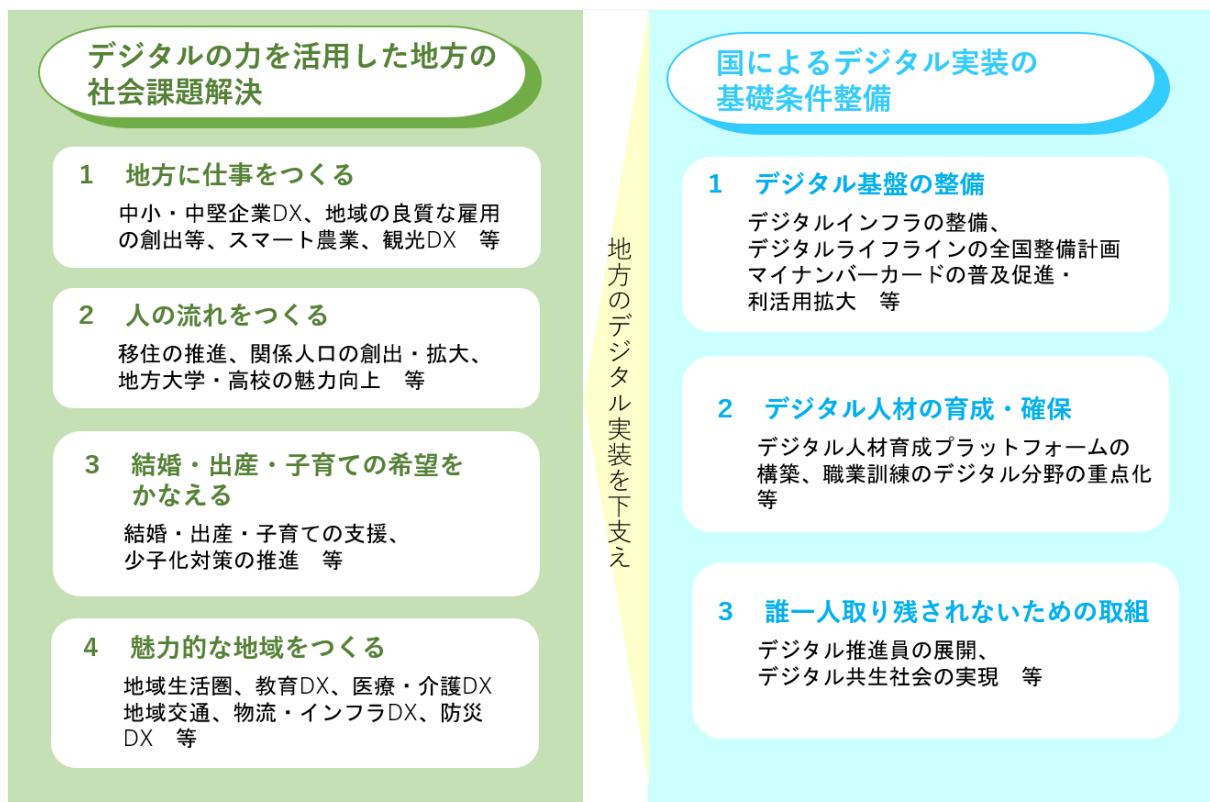 デジタルの力を活用した地方の
社会課題解決
1 地方に仕事をつくる
中小・中堅企業DX、地域の良質な雇用
の創出等、スマート農業、観光DX 等
2 人の流れをつくる
移住の推進、関係人口の創出・拡大、
地方大学・高校の魅力向上 等
3 結婚・出産・子育ての希望を
かなえる
結婚・出産・子育ての支援、
少子化対策の推進 等
4 魅力的な地域をつくる
地域生活圏、教育DX、医療・介護DX
地域交通、物流・インフラDX、防災
DX 等
地方のデジタル実装を下支え
国によるデジタル実装の
基礎条件整備
1 デジタル基盤の整備
デジタルインフラの整備、
デジタルライフラインの全国整備計画
マイナンバーカードの普及促進・
利活用拡大 等
2 デジタル人材の育成・確保
デジタル人材育成プラットフォームの
構築、職業訓練のデジタル分野の重点化
等
3 誰一人取り残されないための取組
デジタル推進員の展開、
デジタル共生社会の実現 等